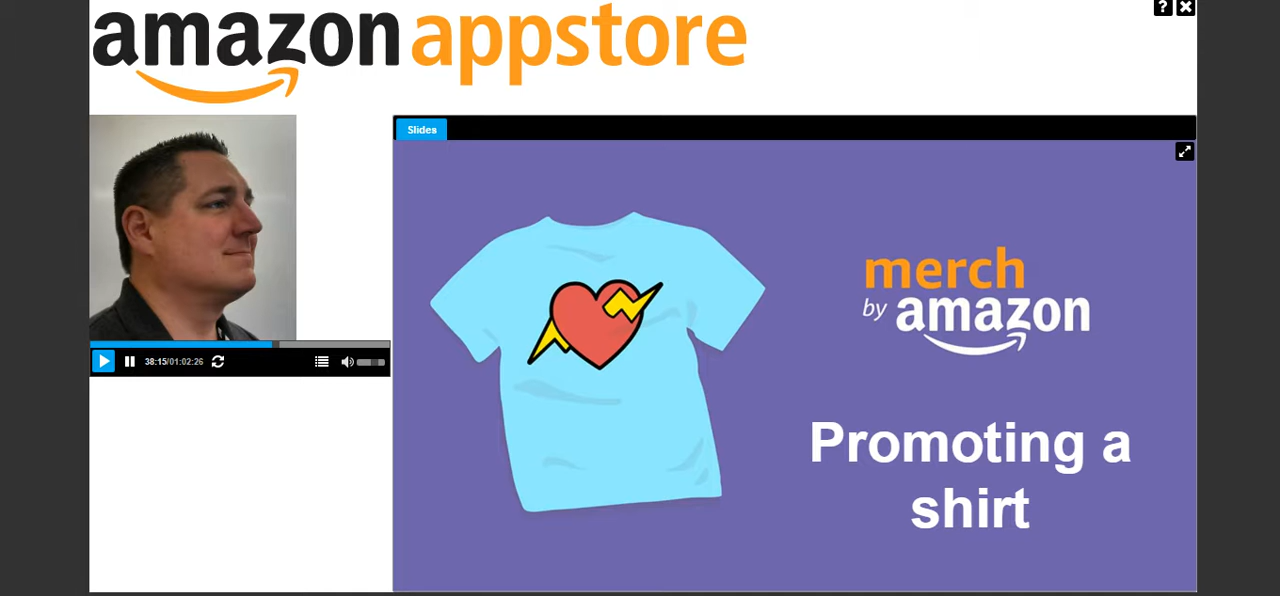 amazon appstore
? 
Slides
38:15/01:02:26
merch
by amazon
Promoting a
shirt